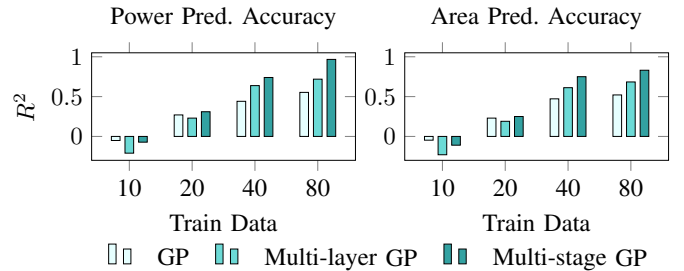 Power Pred. Accuracy
Area Pred. Accuracy
1
0.5
0
R²
10 20 40 80
Train Data
1
0.5
0
10 20 40 80
Train Data
GP Multi-layer GP Multi-stage GP